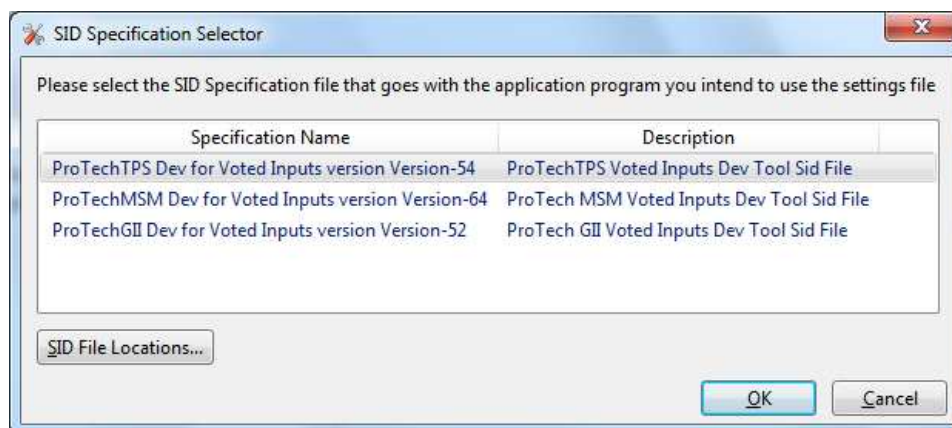 SID Specification Selector
Please select the SID Specification file that goes with the application program you intend to use the settings file
Specification Name Description
ProTechTPS Dev for Voted Inputs version Version-54 ProTechTPS Voted Inputs Dev Tool Sid File
ProTechMSM Dev for Voted Inputs version Version-64 ProTech MSM Voted Inputs Dev Tool Sid File
ProTechGII Dev for Voted Inputs version Version-52 ProTech GII Voted Inputs Dev Tool Sid File
SID File Locations...
OK Cancel